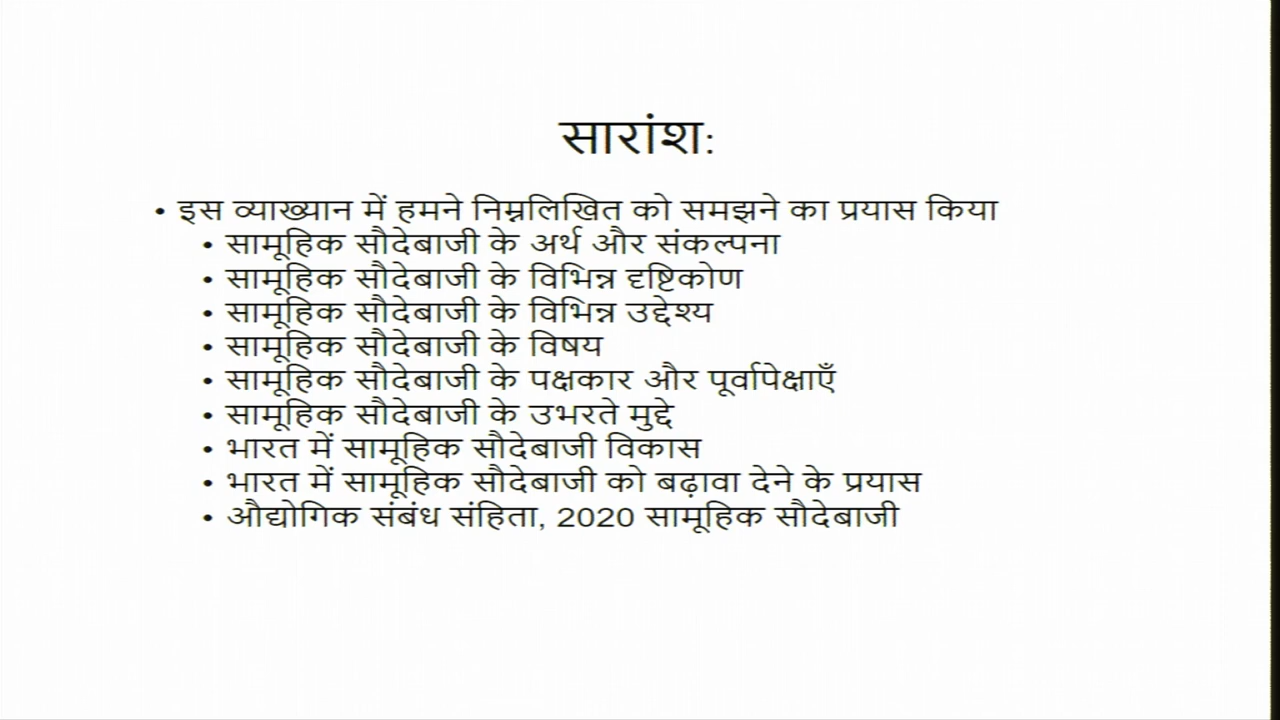 सारांश:
• इस व्याख्यान में हमने निम्नलिखित को समझने का प्रयास किया
• सामूहिक सौदेबाजी के अर्थ और संकल्पना
• सामूहिक सौदेबाजी के विभिन्न दृष्टिकोण
• सामूहिक सौदेबाजी के विभिन्न उद्देश्य
• सामूहिक सौदेबाजी के विषय
• सामूहिक सौदेबाजी के पक्षकार और पूर्वापेक्षाएँ
• सामूहिक सौदेबाजी के उभरते मुद्दे
• भारत में सामूहिक सौदेबाजी विकास
• भारत में सामूहिक सौदेबाजी को बढ़ावा देने के प्रयास
• औद्योगिक संबंध संहिता, 2020 सामूहिक सौदेबाजी